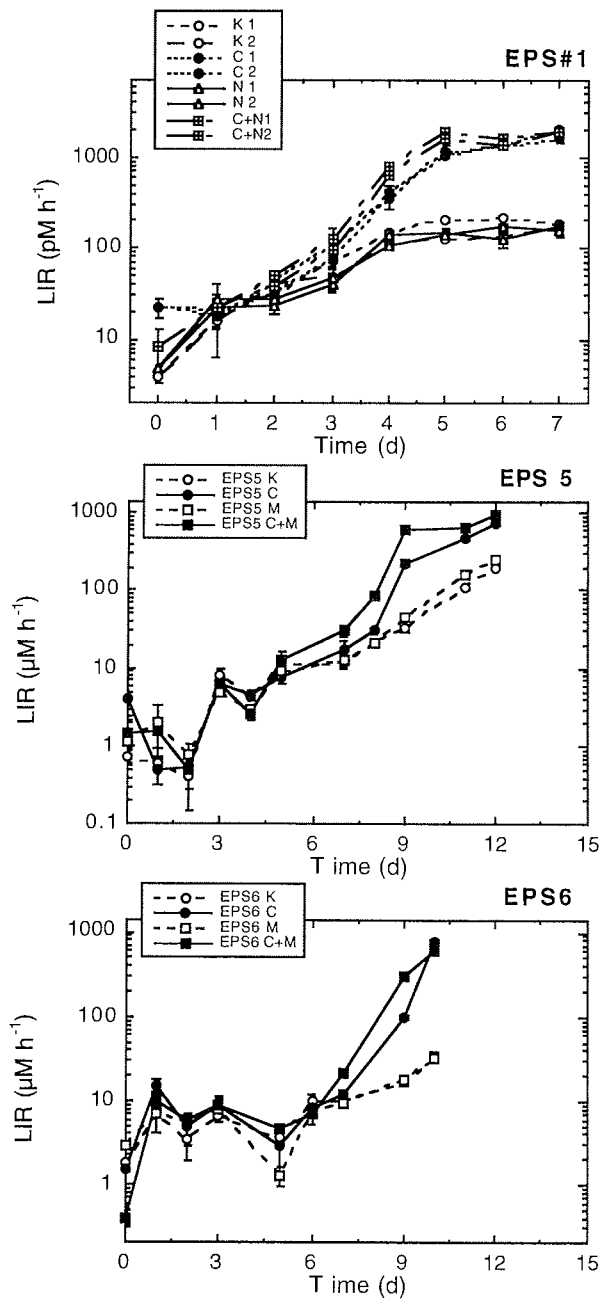 K 1
K 2
C 1
C 2
N 1
N 2
C+N1
C+N2
EPS#1
1000
100
10
LIR (pM h-1)
0 1 2 3 4 5 6 7
Time (d)
EPS5 K
EPS5 C
EPS5 M
EPS5 C+M
EPS 5
1000
100
10
1
0.1
LIR (µM h-1)
0 3 6 9 12 15
T ime (d)
EPS6 K
EPS6 C
EPS6 M
EPS6 C+M
EPS6
1000
100
10
1
LIR (µM h-1)
0 3 6 9 12 15
T ime (d)